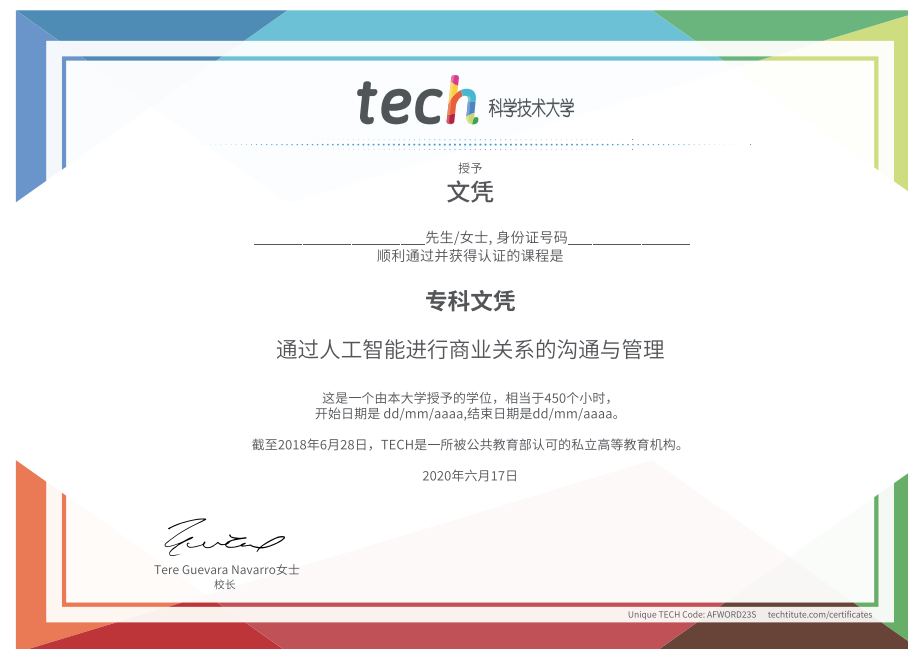 tech 科学技术大学
授予
文凭
先生/女士, 身份证号码
顺利通过并获得认证的课程是
专科文凭
通过人工智能进行商业关系的沟通与管理
这是一个由本大学授予的学位，相当于450个小时，
开始日期是 dd/mm/aaaa,结束日期是dd/mm/aaaa。
截至2018年6月28日，TECH是一所被公共教育部认可的私立高等教育机构。
2020年六月17日
Tere Guevara Navarro女士
校长
Unique TECH Code: AFWORD23S techtitute.com/certificates